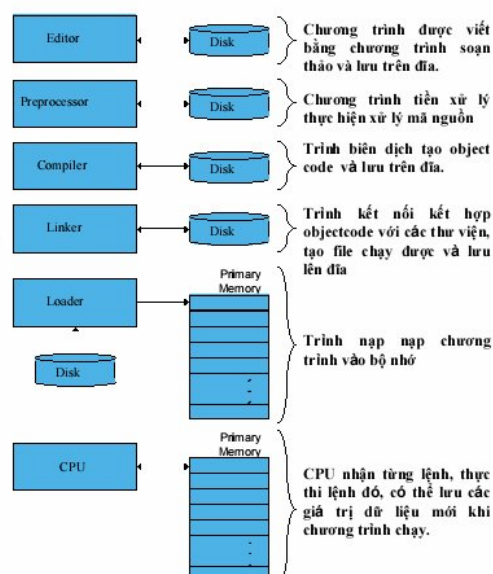 Editor
Disk
Chương trình được viết
bằng chương trình soạn
thảo và lưu trên đĩa.
Preprocessor
Disk
Chương trình tiền xử lý
thực hiện xử lý mã nguồn
Compiler
Disk
Trình biên dịch tạo object
code và lưu trên đĩa.
Linker
Disk
Trình kết nối kết hợp
objectcode với các thư viện,
tạo file chạy được và lưu
lên đĩa
Loader
Primary
Memory
Disk
Trình nạp nạp chương
trình vào bộ nhớ
CPU
Primary
Memory
CPU nhận từng lệnh, thực
thi lệnh đó, có thể lưu các
giá trị dữ liệu mới khi
chương trình chạy.